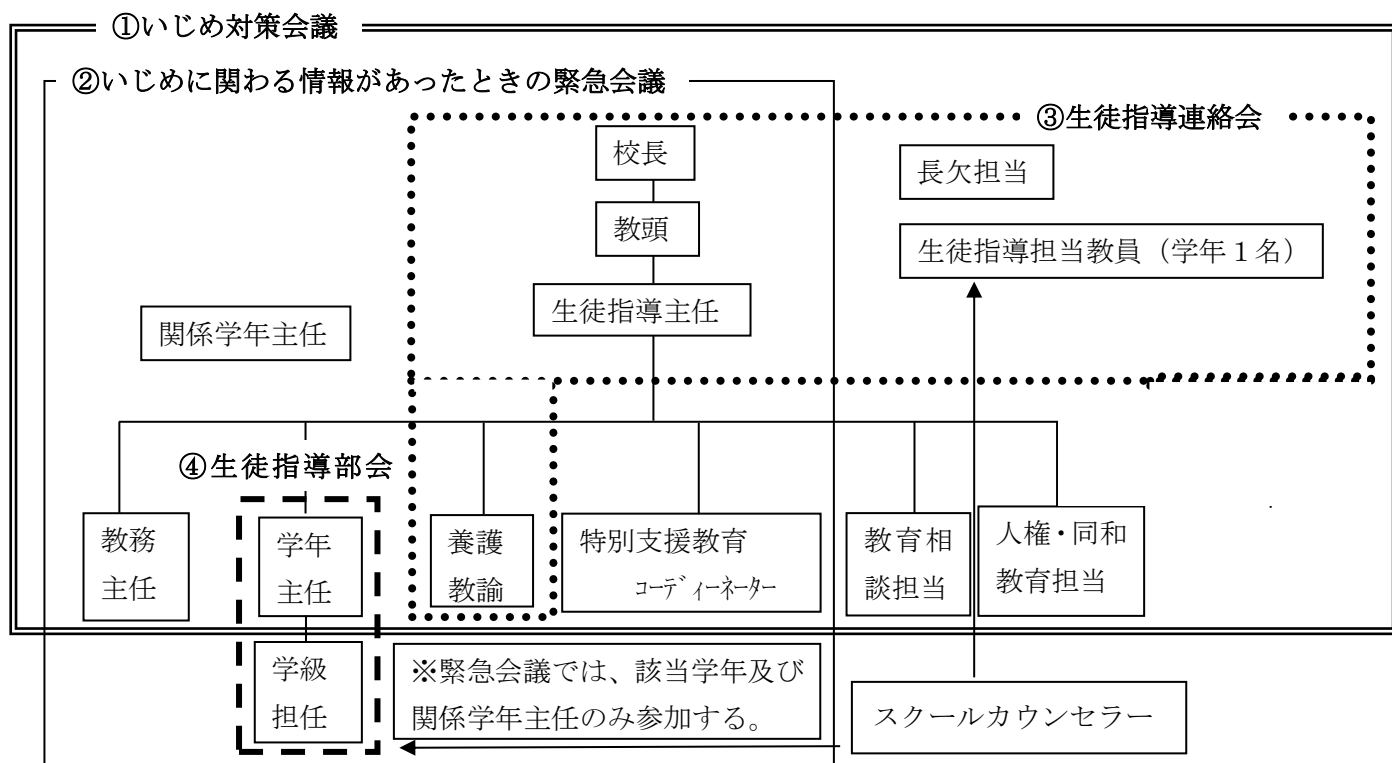 ①いじめ対策会議
②いじめに関わる情報があったときの緊急会議
③生徒指導連絡会
校長
長欠担当
教頭
生徒指導担当教員（学年１名）
生徒指導主任
関係学年主任
④生徒指導部会
教務
主任
学年
主任
養護
教諭
特別支援教育
コーディーネーター
教育相
談担当
人権・同和
教育担当
学級
担任
※緊急会議では、該当学年及び
関係学年主任のみ参加する。
スクールカウンセラー